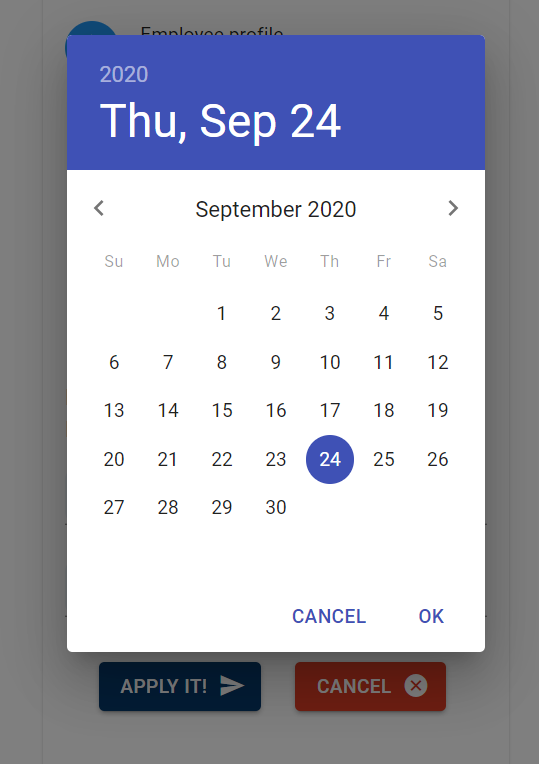 Employee profile
2020
Thu, Sep 24
September 2020
Su Mo Tu We Th Fr Sa
1 2 3 4 5
6 7 8 9 10 11 12
13 14 15 16 17 18 19
20 21 22 23 24 25 26
27 28 29 30
CANCEL OK
APPLY IT! CANCEL